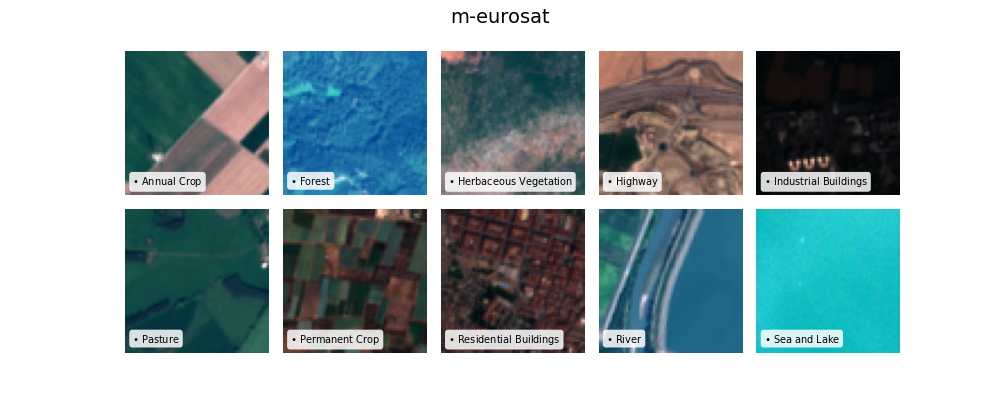 m-eurosat
• Annual Crop
• Forest
• Herbaceous Vegetation
• Highway
• Industrial Buildings
• Pasture
• Permanent Crop
• Residential Buildings
• River
• Sea and Lake